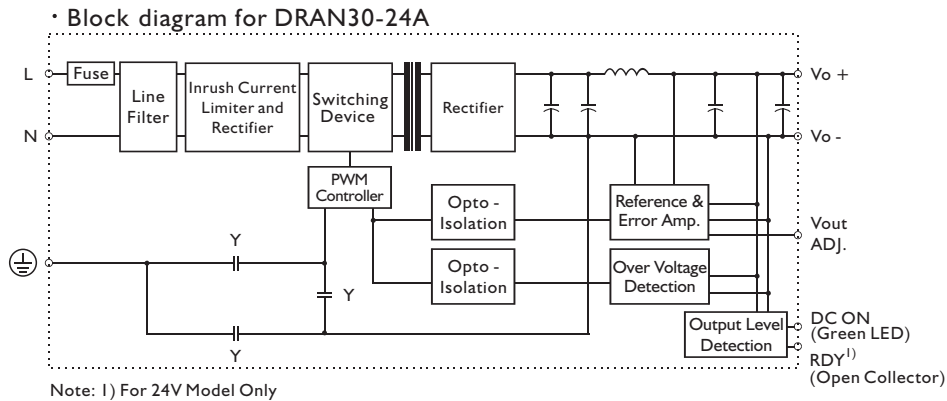 · Block diagram for DRAN30-24A
L
Fuse
Line
Filter
Inrush Current
Limiter and
Rectifier
Switching
Device
Rectifier
Vo +
N
Vo -
PWM
Controller
Opto -
Isolation
Reference &
Error Amp.
Vout
ADJ.
Y
Opto -
Isolation
Over Voltage
Detection
Y
Y
Output Level
Detection
DC ON
(Green LED)
RDY1)
(Open Collector)
Note: 1) For 24V Model Only